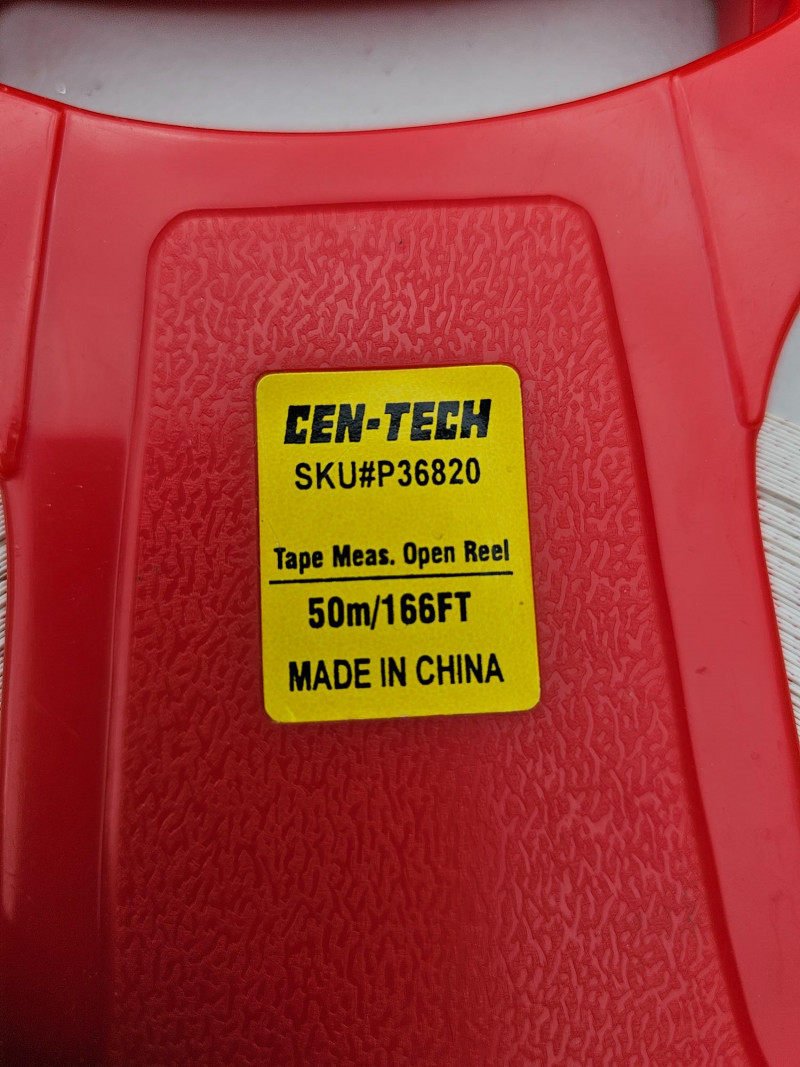 CEN-TECH
SKU#P36820
Tape Meas. Open Reel
50m/166FT
MADE IN CHINA